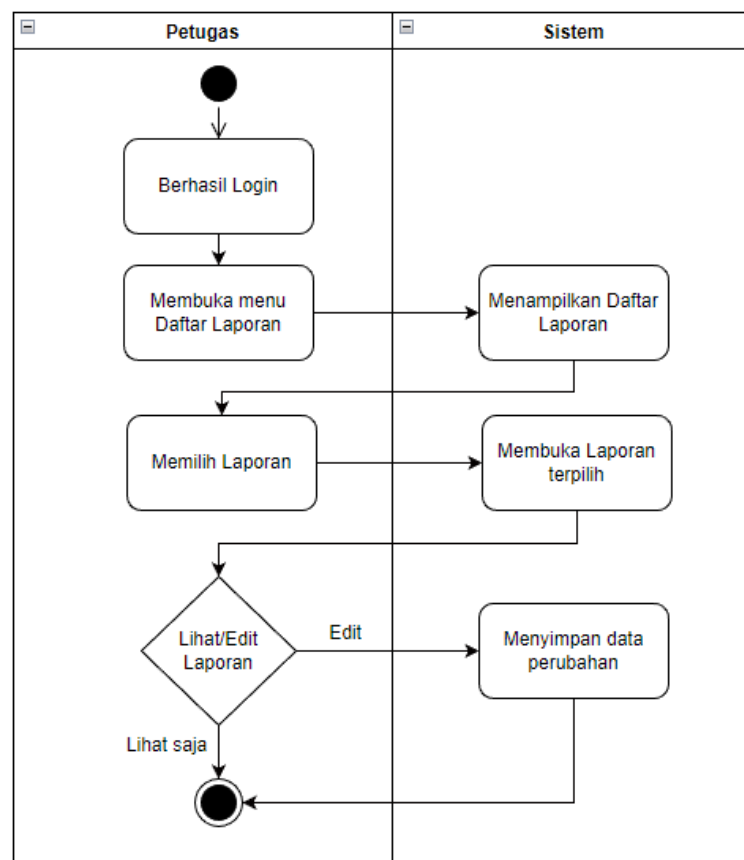 Petugas
Sistem
Berhasil Login
Membuka menu
Daftar Laporan
Menampilkan Daftar
Laporan
Memilih Laporan
Membuka Laporan
terpilih
Lihat/Edit
Laporan
Edit
Menyimpan data
perubahan
Lihat saja